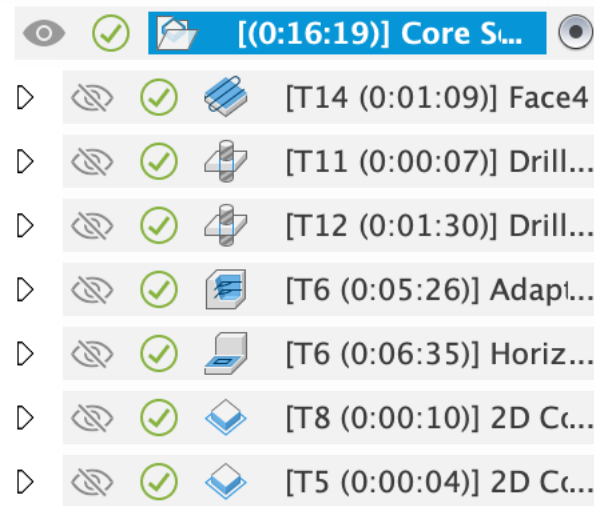 [(0:16:19)] Core S...
[T14 (0:01:09)] Face4
[T11 (0:00:07)] Drill...
[T12 (0:01:30)] Drill...
[T6 (0:05:26)] Adapt...
[T6 (0:06:35)] Horiz...
[T8 (0:00:10)] 2D Co...
[T5 (0:00:04)] 2D Co...